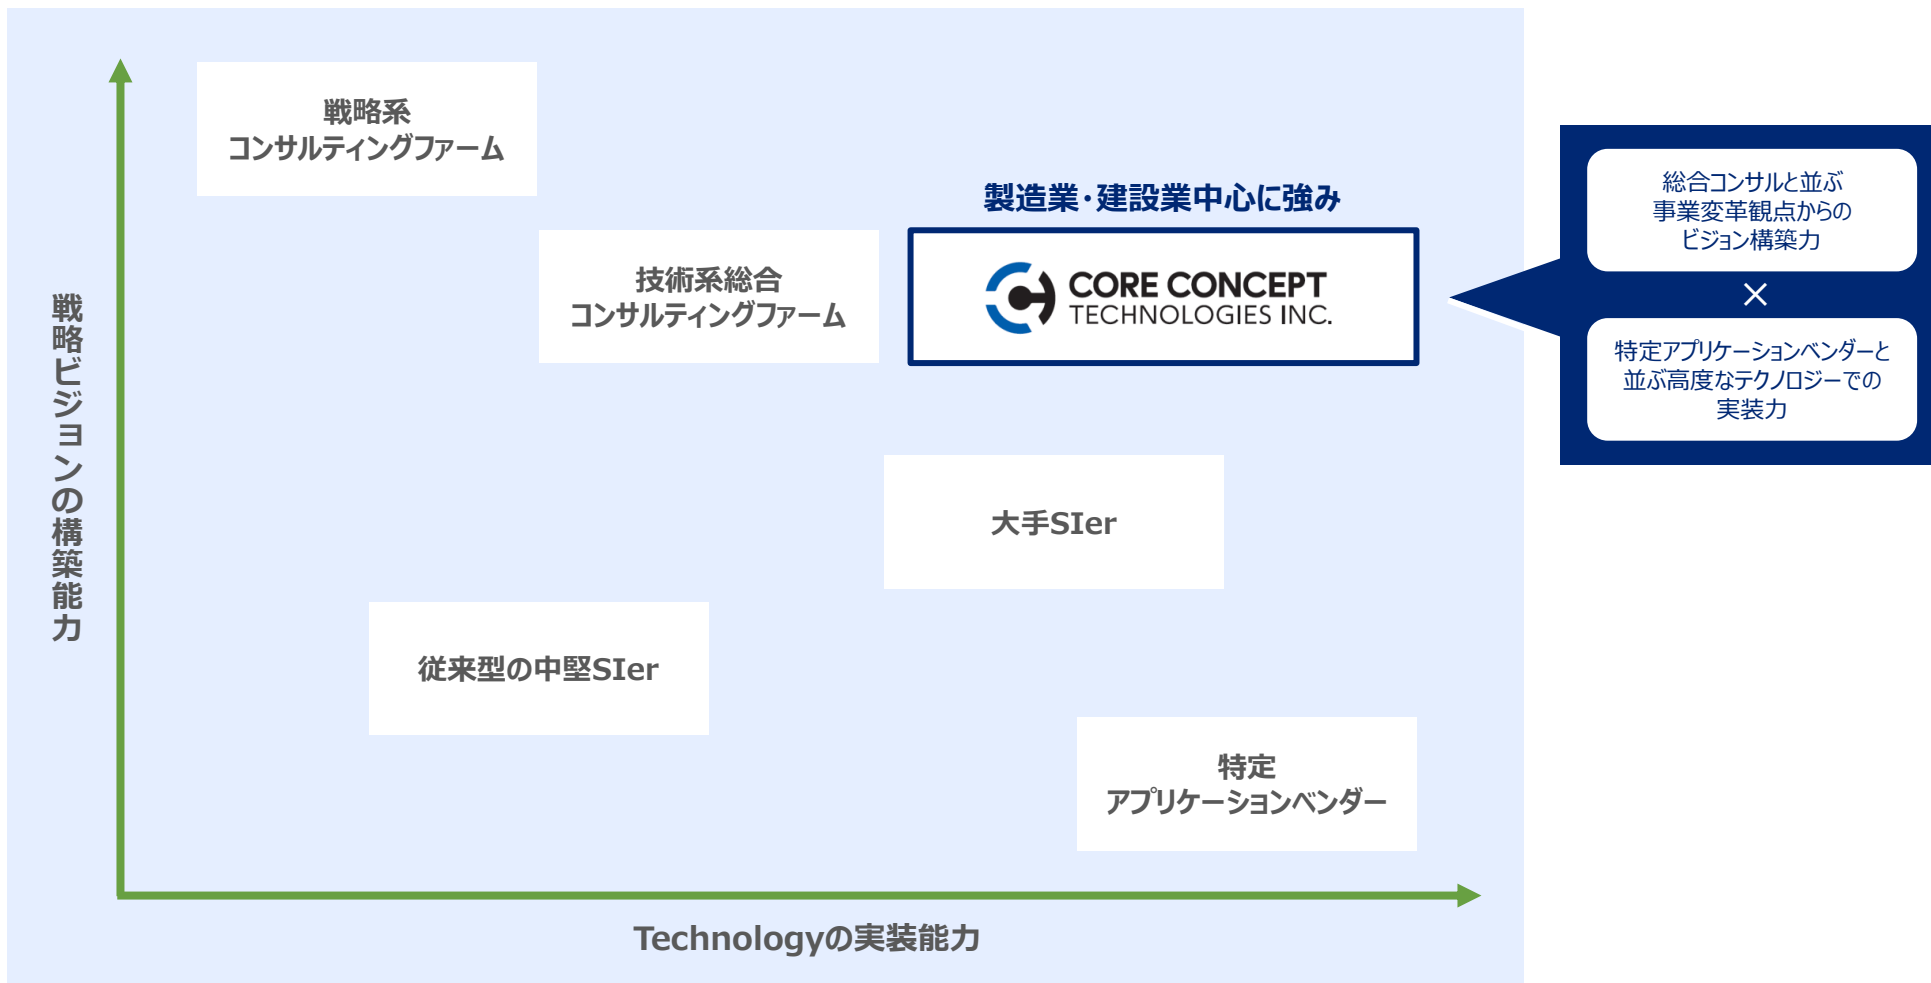 戦略系
コンサルティングファーム
製造業・建設業中心に強み
技術系総合
コンサルティングファーム
CORE CONCEPT
TECHNOLOGIES INC.
総合コンサルと並ぶ
事業変革観点からの
ビジョン構築力
×
特定アプリケーションベンダーと
並ぶ高度なテクノロジーでの
実装力
戦略ビジョンの構築能力
大手SIer
従来型の中堅SIer
特定
アプリケーションベンダー
Technologyの実装能力